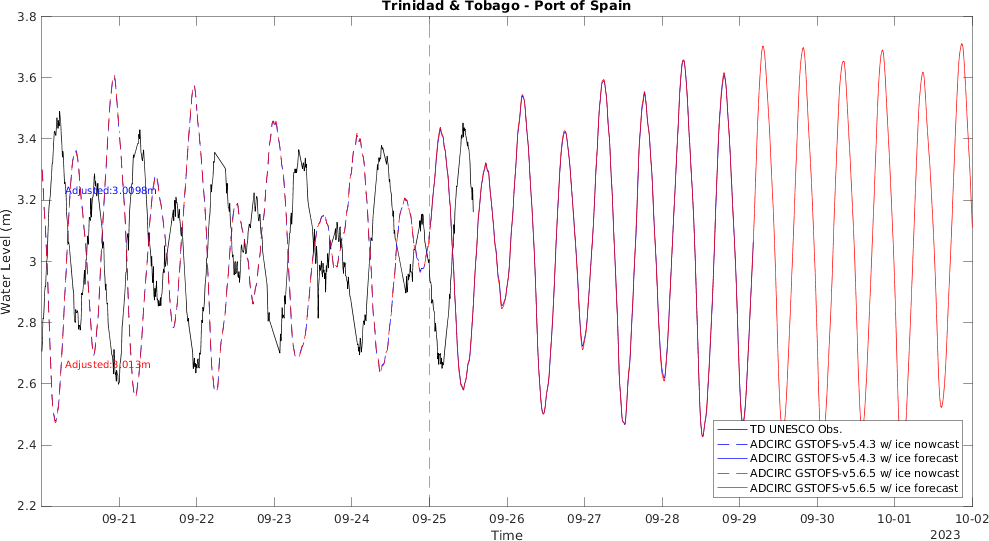 Trinidad & Tobago - Port of Spain
3.8
3.6
3.4
3.2
3
2.8
2.6
2.4
2.2
Water Level (m)
Adjusted:3.0098m
Adjusted:3.013m
TD UNESCO Obs.
ADCIRC GSTOFS-v5.4.3 w/ ice nowcast
ADCIRC GSTOFS-v5.4.3 w/ ice forecast
ADCIRC GSTOFS-v5.6.5 w/ ice nowcast
ADCIRC GSTOFS-v5.6.5 w/ ice forecast
09-21 09-22 09-23 09-24 09-25 09-26 09-27 09-28 09-29 09-30 10-01 10-02
Time
2023